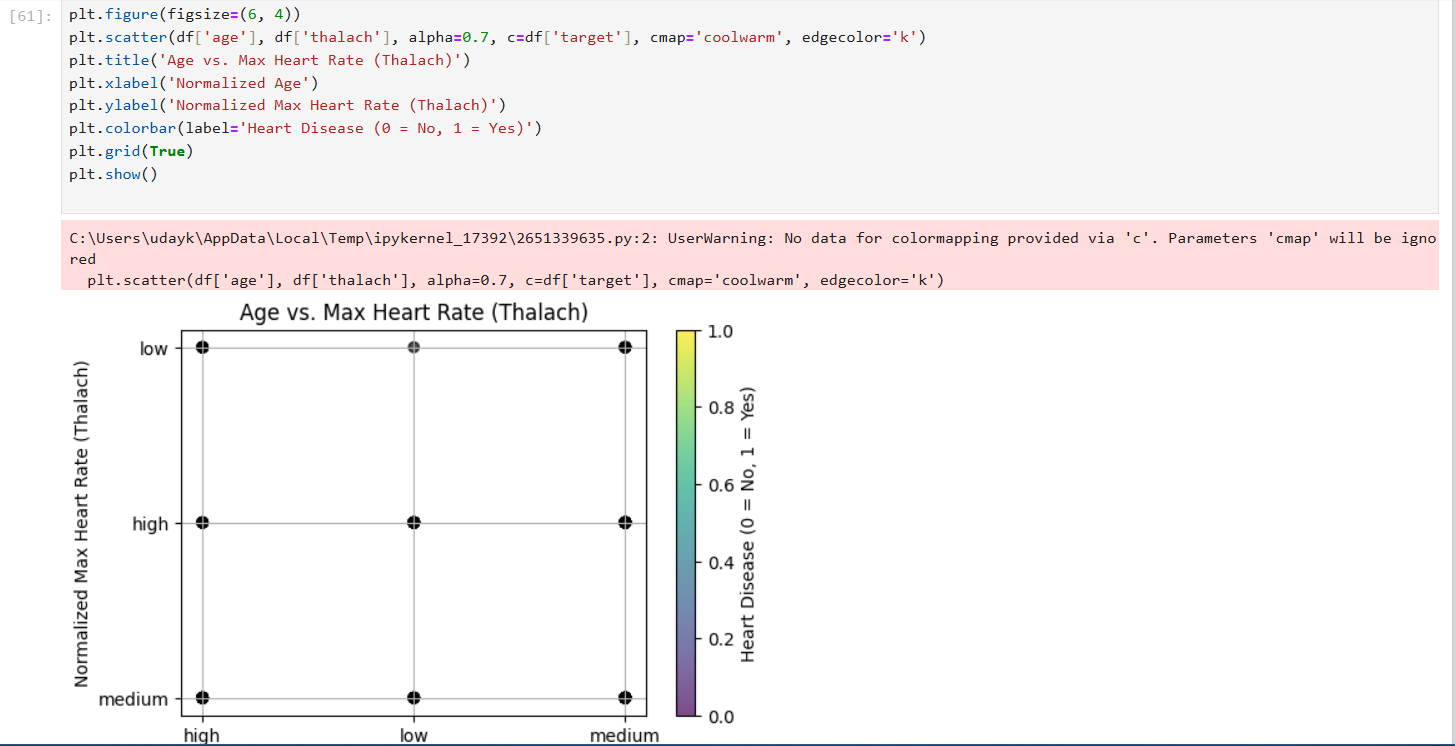 [61]:
plt.figure(figsize=(6, 4))
plt.scatter(df['age'], df['thalach'], alpha=0.7, c=df['target'], cmap='coolwarm', edgecolor='k')
plt.title('Age vs. Max Heart Rate (Thalach)')
plt.xlabel('Normalized Age')
plt.ylabel('Normalized Max Heart Rate (Thalach)')
plt.colorbar(label='Heart Disease (0 = No, 1 = Yes)')
plt.grid(True)
plt.show()
C:\Users\udayk\AppData\Local\Temp\ipykernel_17392\2651339635.py:2: UserWarning: No data for colormapping provided via 'c'. Parameters 'cmap' will be igno
red
plt.scatter(df['age'], df['thalach'], alpha=0.7, c=df['target'], cmap='coolwarm', edgecolor='k')
Age vs. Max Heart Rate (Thalach)
Normalized Max Heart Rate (Thalach)
low
high
medium
high
low
medium
1.0
0.8
0.6
0.4
0.2
0.0
Heart Disease (0 = No, 1 = Yes)